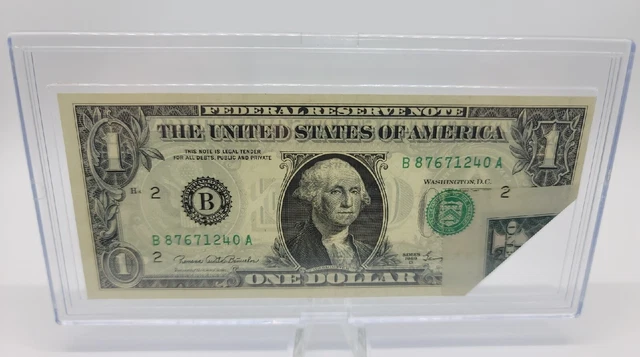 FEDERAL RESERVE NOTE
THE UNITED STATES OF AMERICA
1
1
THIS NOTE IS LEGAL TENDER
FOR ALL DEBTS, PUBLIC AND PRIVATE
B 87671240 A
WASHINGTON, D.C.
2
2
B
B 87671240 A
2
1
SERIES
ONE DOLLAR